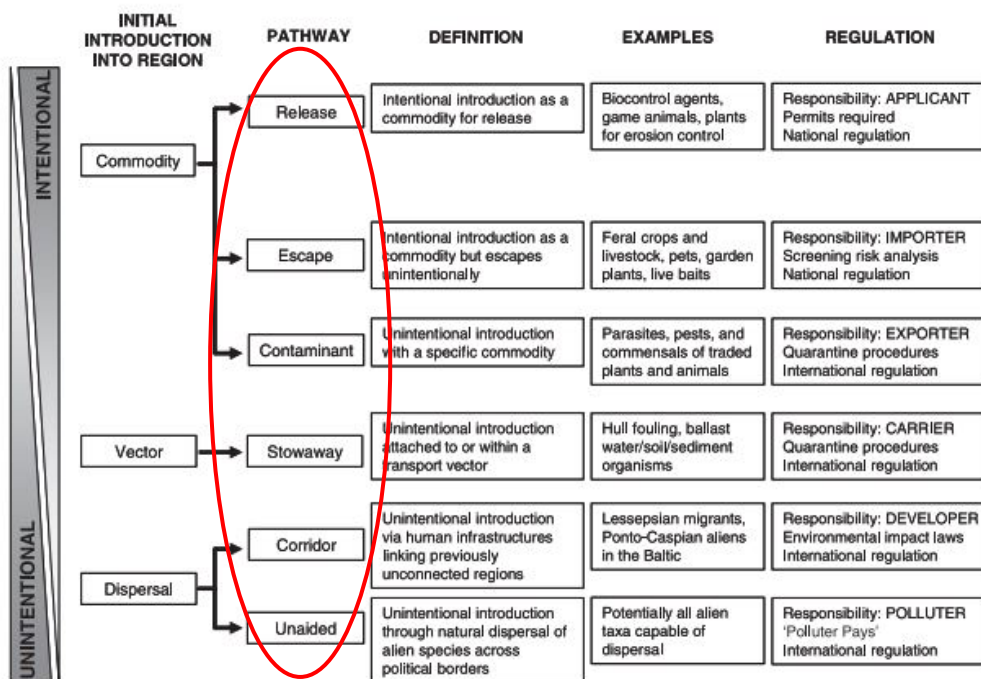 INITIAL
INTRODUCTION
INTO REGION
PATHWAY
DEFINITION
EXAMPLES
REGULATION
INTENTIONAL
UNINTENTIONAL
Commodity
Release
Intentional introduction as a
commodity for release
Biocontrol agents,
game animals, plants
for erosion control
Responsibility: APPLICANT
Permits required
National regulation
Escape
Intentional introduction as a
commodity but escapes
unintentionally
Feral crops and
livestock, pets, garden
plants, live baits
Responsibility: IMPORTER
Screening risk analysis
National regulation
Contaminant
Unintentional introduction
with a specific commodity
Parasites, pests, and
commensals of traded
plants and animals
Responsibility: EXPORTER
Quarantine procedures
International regulation
Vector
Stowaway
Unintentional introduction
attached to or within a
transport vector
Hull fouling, ballast
water/soil/sediment
organisms
Responsibility: CARRIER
Quarantine procedures
International regulation
Dispersal
Corridor
Unintentional introduction
via human infrastructures
linking previously
unconnected regions
Lessepsian migrants,
Ponto-Caspian aliens
in the Baltic
Responsibility: DEVELOPER
Environmental impact laws
International regulation
Unaided
Unintentional introduction
through natural dispersal of
alien species across
political borders
Potentially all alien
taxa capable of
dispersal
Responsibility: POLLUTER
‘Polluter Pays’
International regulation